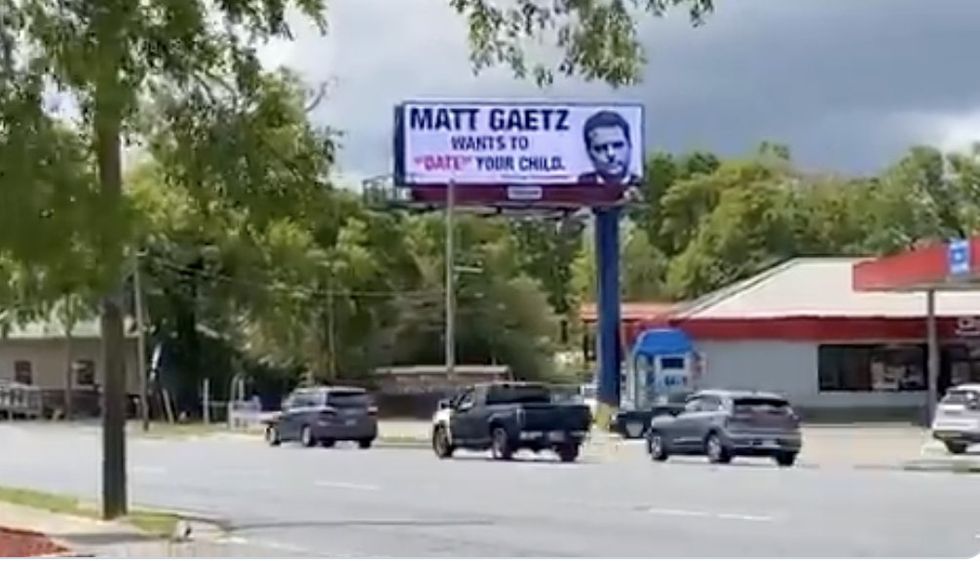 MATT GAETZ
WANTS TO
"DATE" YOUR CHILD.